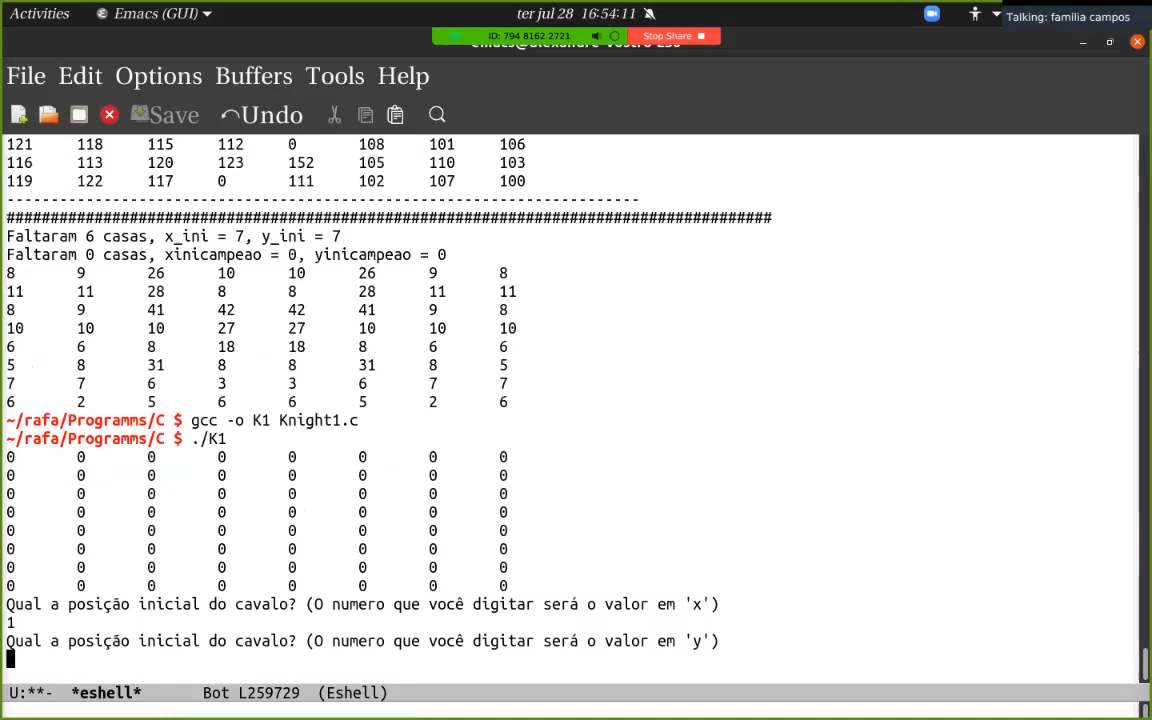 Activities Emacs (GUI) ter jul 28 16:54:11 Talking: familia campos
ID: 794 8162 2721 Stop Share
File Edit Options Buffers Tools Help
Save Undo
121 118 115 112 0 108 101 106
116 113 120 123 152 105 110 103
119 122 117 0 111 102 107 100
------------------------------------------------------------------------
#######################################################################################
Faltaram 6 casas, x_ini = 7, y_ini = 7
Faltaram 0 casas, xinicampeao = 0, yinicampeao = 0
8 9 26 10 10 26 9 8
11 11 28 8 8 28 11 11
8 9 41 42 42 41 9 8
10 10 10 27 27 10 10 10
6 6 8 18 18 8 6 6
5 8 31 8 8 31 8 5
7 7 6 3 3 6 7 7
6 2 5 6 6 5 2 6
~/rafa/Programms/C $ gcc -o K1 Knight1.c
~/rafa/Programms/C $ ./K1
0 0 0 0 0 0 0 0
0 0 0 0 0 0 0 0
0 0 0 0 0 0 0 0
0 0 0 0 0 0 0 0
0 0 0 0 0 0 0 0
0 0 0 0 0 0 0 0
0 0 0 0 0 0 0 0
0 0 0 0 0 0 0 0
Qual a posição inicial do cavalo? (O numero que você digitar será o valor em 'x')
1
Qual a posição inicial do cavalo? (O numero que você digitar será o valor em 'y')
U:**- *eshell* Bot L259729 (Eshell)